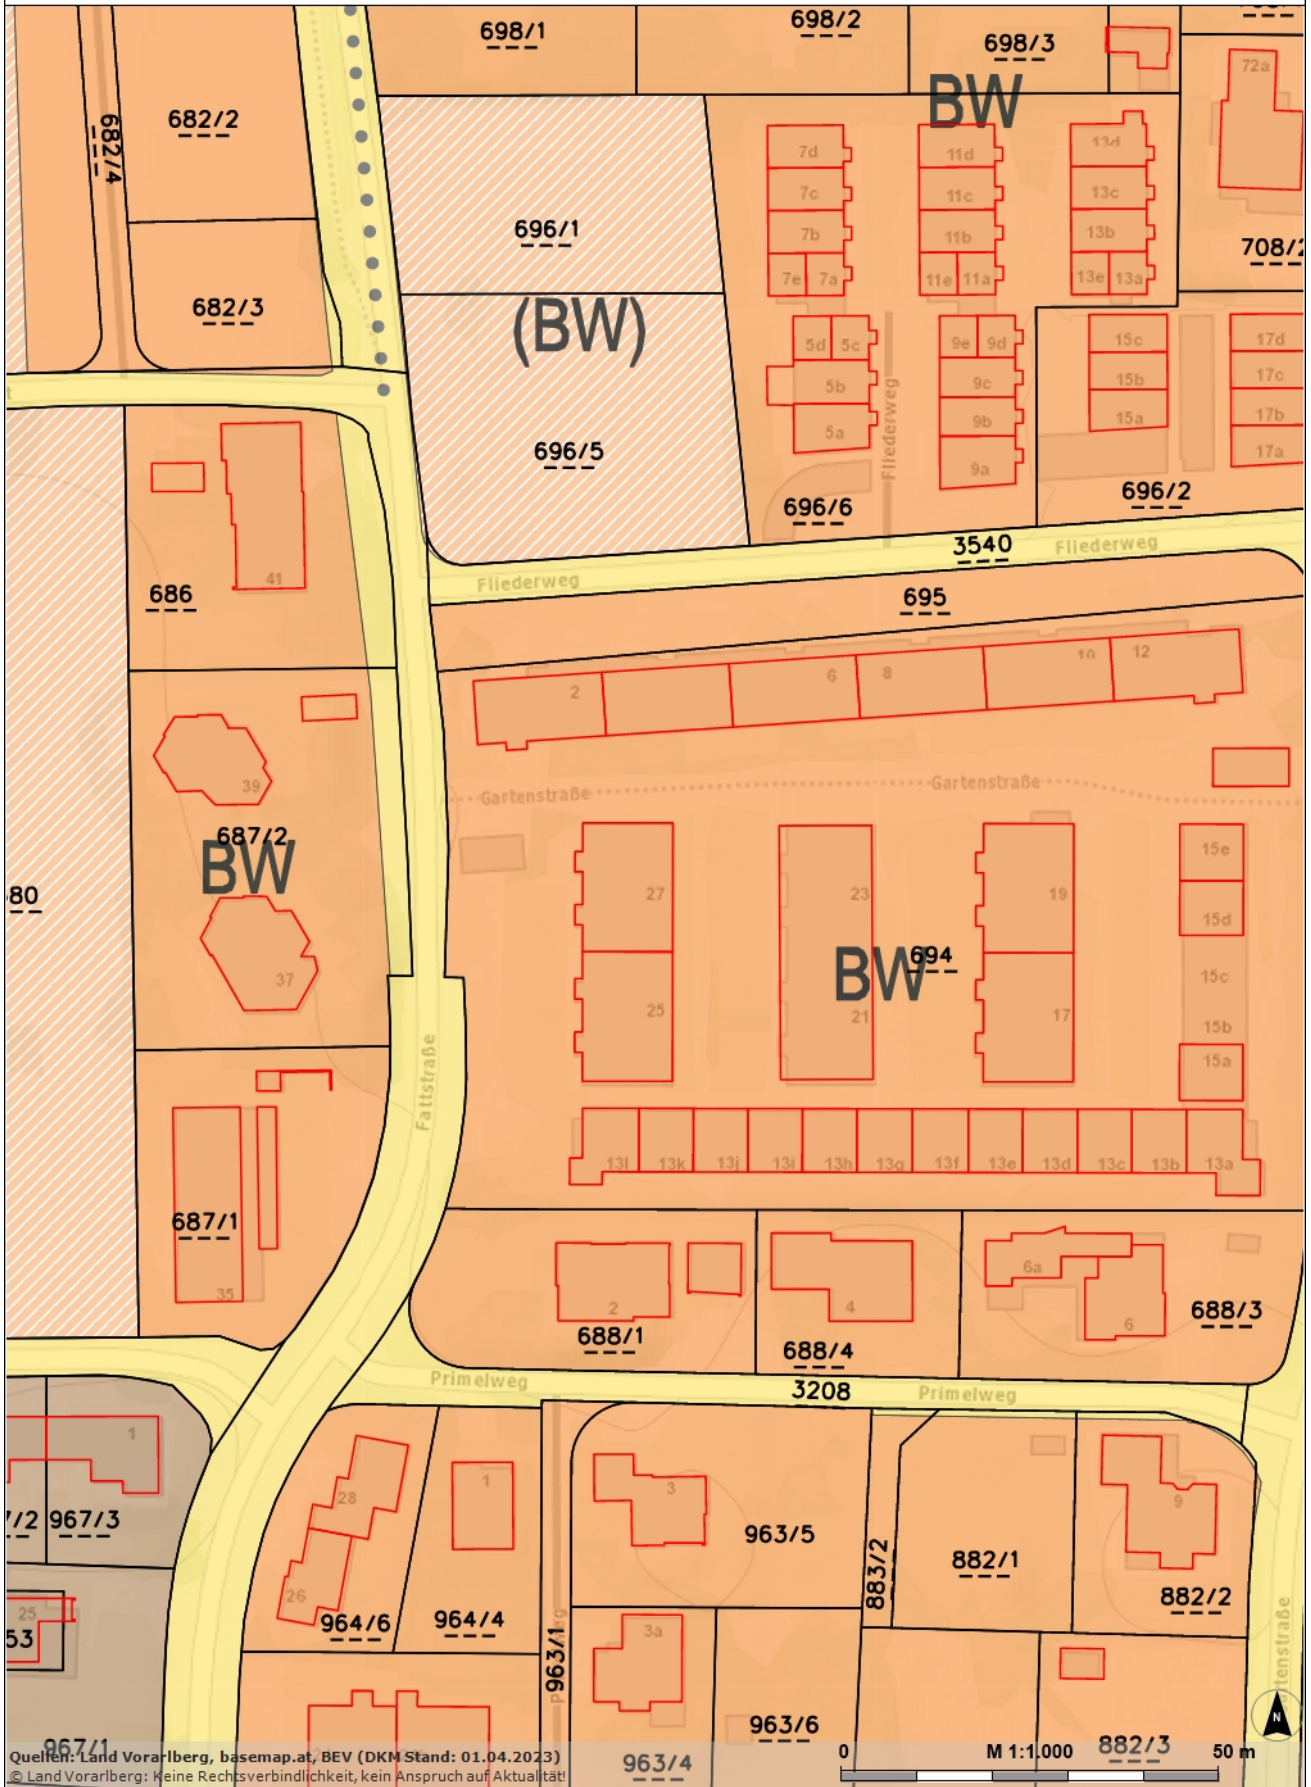 698/1
698/2
698/3
72a
BW
682/2
682/4
7d
11d
13d
7c
11c
13c
7b
11b
13b
7e
7a
11e
11a
13e
13a
696/1
708/2
682/3
(BW)
5d
5c
9e
9d
15c
17d
5b
9c
15b
17c
5a
9b
15a
17b
Fliederweg
9a
17a
696/5
696/6
696/2
3540
Fliederweg
Fliederweg
41
686
695
2
6
8
10
12
39
Gartenstraße
Gartenstraße
687/2
BW
27
23
19
15e
80
15d
37
BW
694
15c
25
21
17
15b
15a
Fattstraße
13l
13k
13j
13i
13h
13g
13f
13e
13d
13c
13b
13a
687/1
35
2
4
6a
6
688/1
688/4
688/3
Primelweg
3208
Primelweg
1
28
1
3
9
/2
967/3
963/5
883/2
882/1
882/2
26
25
964/6
964/4
963/1
3a
53
963/6
963/4
882/3
967/1
0
M 1:1.000
50 m
N
Quellen: Land Vorarlberg, basemap.at, BEV (DKM Stand: 01.04.2023)
© Land Vorarlberg: Keine Rechtsverbindlichkeit, kein Anspruch auf Aktualität!